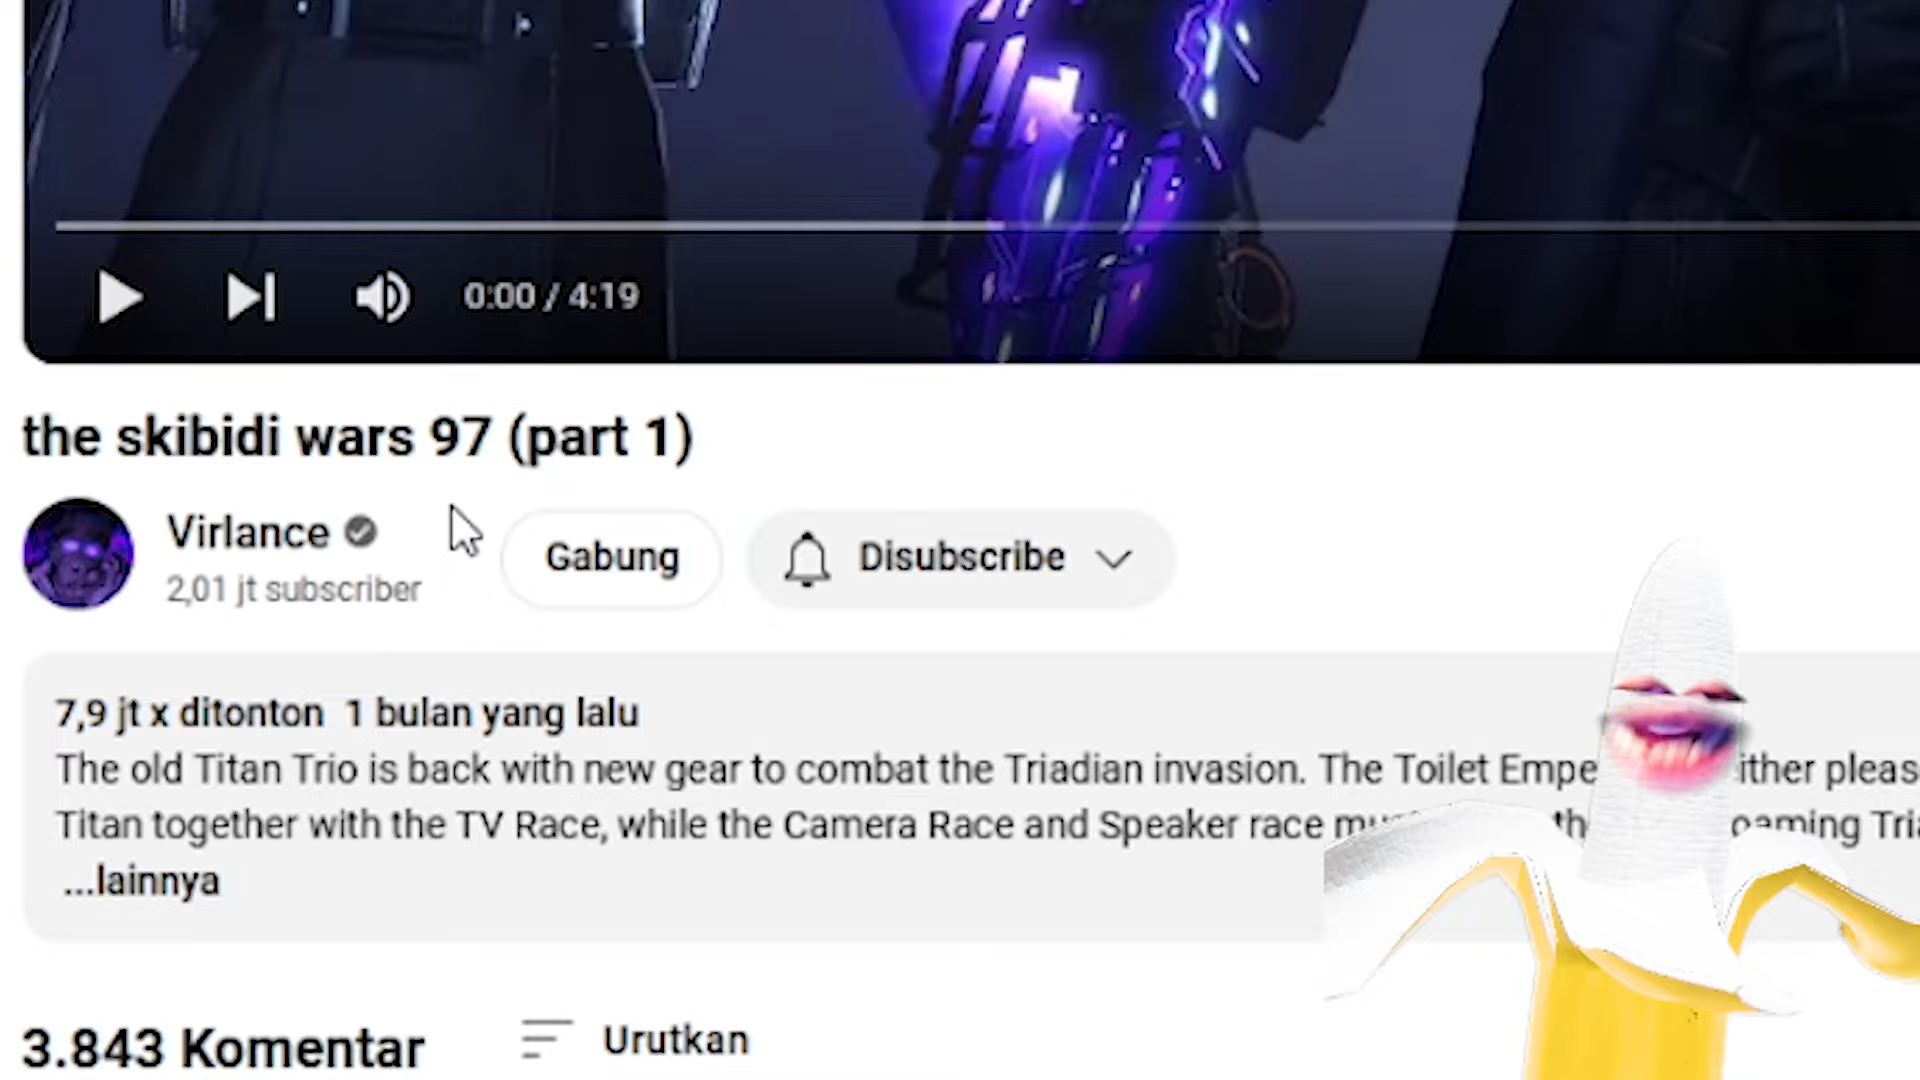 0:00 / 4:19
the skibidi wars 97 (part 1)
Virlance
2,01 jt subscriber
Gabung
Disubscribe
7,9 jt x ditonton 1 bulan yang lalu
The old Titan Trio is back with new gear to combat the Triadian invasion. The Toilet
Titan together with the TV Race, while the Camera Race and Speaker race
...lainnya
3.843 Komentar
Urutkan